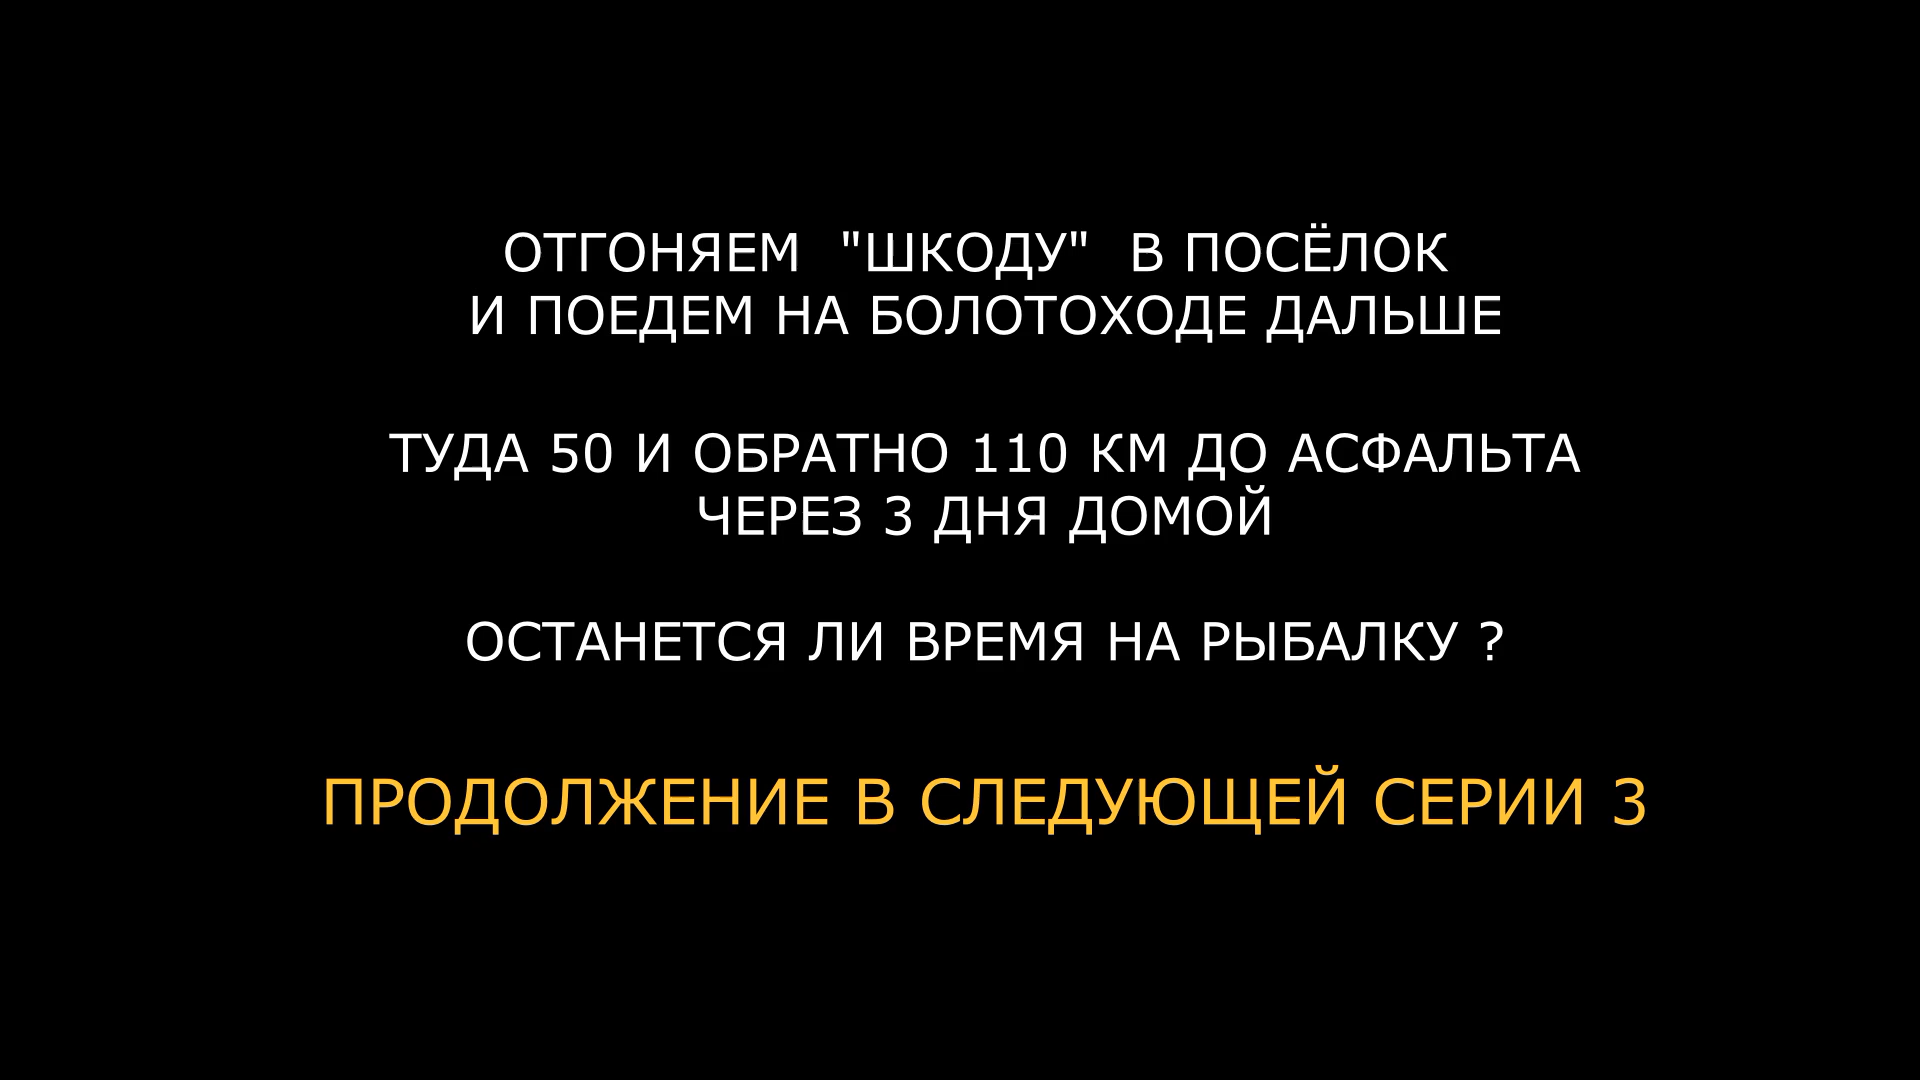 ОТГОНЯЕМ "ШКОДУ" В ПОСЁЛОК
И ПОЕДЕМ НА БОЛОТОХОДЕ ДАЛЬШЕ
ТУДА 50 И ОБРАТНО 110 КМ ДО АСФАЛЬТА
ЧЕРЕЗ 3 ДНЯ ДОМОЙ
ОСТАНЕТСЯ ЛИ ВРЕМЯ НА РЫБАЛКУ ?
ПРОДОЛЖЕНИЕ В СЛЕДУЮЩЕЙ СЕРИИ 3